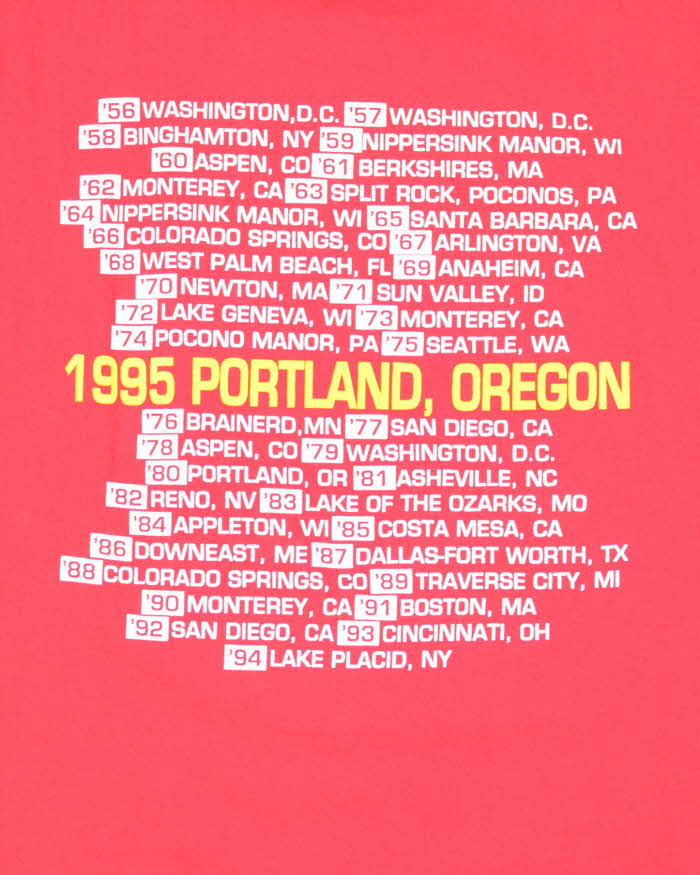 '56 WASHINGTON,D.C. '57 WASHINGTON, D.C.
'58 BINGHAMTON, NY '59 NIPPERSINK MANOR, WI
'60 ASPEN, CO '61 BERKSHIRES, MA
'62 MONTEREY, CA '63 SPLIT ROCK, POCONOS, PA
'64 NIPPERSINK MANOR, WI '65 SANTA BARBARA, CA
'66 COLORADO SPRINGS, CO '67 ARLINGTON, VA
'68 WEST PALM BEACH, FL '69 ANAHEIM, CA
'70 NEWTON, MA '71 SUN VALLEY, ID
'72 LAKE GENEVA, WI '73 MONTEREY, CA
'74 POCONO MANOR, PA '75 SEATTLE, WA
1995 PORTLAND, OREGON
'76 BRAINERD,MN '77 SAN DIEGO, CA
'78 ASPEN, CO '79 WASHINGTON, D.C.
'80 PORTLAND, OR '81 ASHEVILLE, NC
'82 RENO, NV '83 LAKE OF THE OZARKS, MO
'84 APPLETON, WI '85 COSTA MESA, CA
'86 DOWNEAST, ME '87 DALLAS-FORT WORTH, TX
'88 COLORADO SPRINGS, CO '89 TRAVERSE CITY, MI
'90 MONTEREY, CA '91 BOSTON, MA
'92 SAN DIEGO, CA '93 CINCINNATI, OH
'94 LAKE PLACID, NY